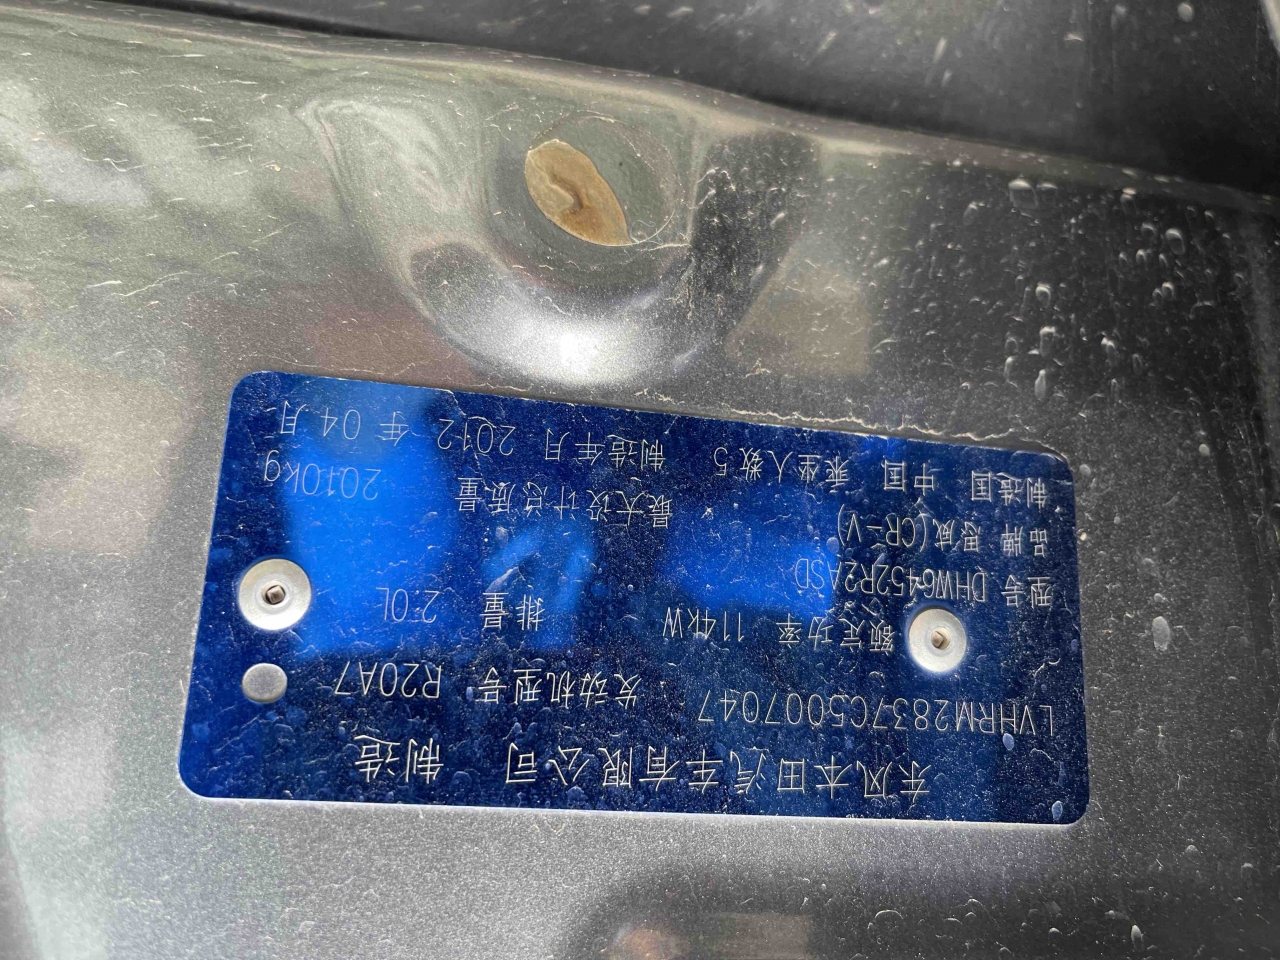 东风本田汽车有限公司 制造
LVHRM2837C5007047 发动机型号 R20A7
额定功率 114kW 排量 2.0L
型号 DHW6452R2ASD
品牌 思威(CR-V) 最大设计总质量 2010kg
制造国 中国 乘坐人数 5 制造年月 2012 年 04 月